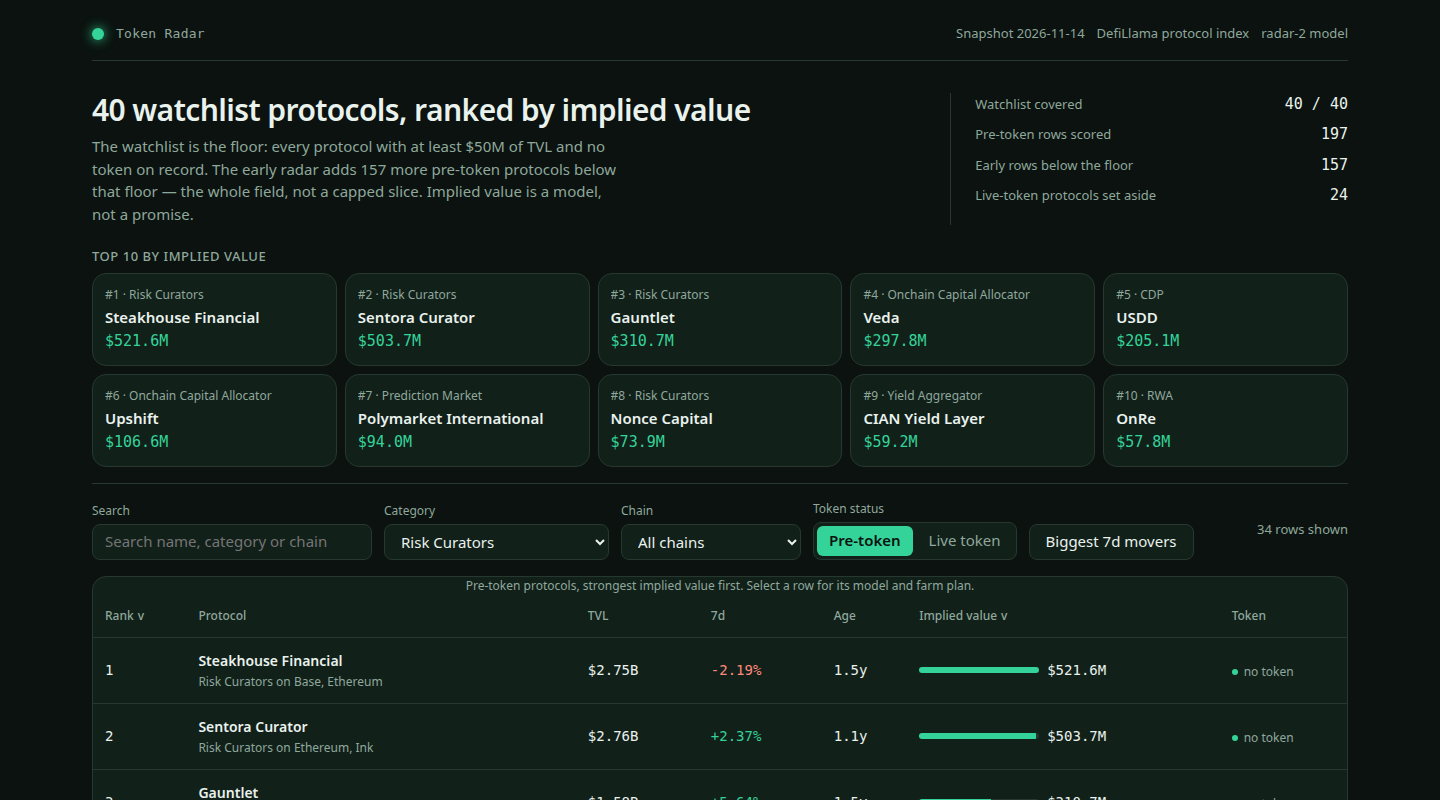 Token Radar
Snapshot 2026-11-14 DefiLlama protocol index radar-2 model
40 watchlist protocols, ranked by implied value
The watchlist is the floor: every protocol with at least $50M of TVL and no
token on record. The early radar adds 157 more pre-token protocols below
that floor — the whole field, not a capped slice. Implied value is a model,
not a promise.
Watchlist covered 40 / 40
Pre-token rows scored 197
Early rows below the floor 157
Live-token protocols set aside 24
TOP 10 BY IMPLIED VALUE
#1 · Risk Curators
Steakhouse Financial
$521.6M
#2 · Risk Curators
Sentora Curator
$503.7M
#3 · Risk Curators
Gauntlet
$310.7M
#4 · Onchain Capital Allocator
Veda
$297.8M
#5 · CDP
USDD
$205.1M
#6 · Onchain Capital Allocator
Upshift
$106.6M
#7 · Prediction Market
Polymarket International
$94.0M
#8 · Risk Curators
Nonce Capital
$73.9M
#9 · Yield Aggregator
CIAN Yield Layer
$59.2M
#10 · RWA
OnRe
$57.8M
Search
Search name, category or chain
Category
Risk Curators
Chain
All chains
Token status
Pre-token Live token
Biggest 7d movers
34 rows shown
Pre-token protocols, strongest implied value first. Select a row for its model and farm plan.
Rank v Protocol TVL 7d Age Implied value v Token
1 Steakhouse Financial $2.75B -2.19% 1.5y $521.6M no token
Risk Curators on Base, Ethereum
2 Sentora Curator $2.76B +2.37% 1.1y $503.7M no token
Risk Curators on Ethereum, Ink
Gauntlet